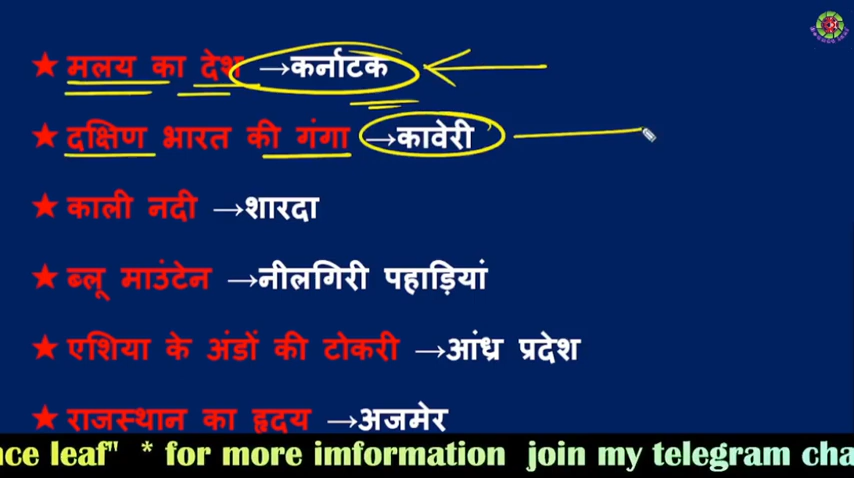 ★ मलय का देश →कर्नाटक
★ दक्षिण भारत की गंगा →कावेरी
★ काली नदी →शारदा
★ ब्लू माउंटेन →नीलगिरी पहाड़ियां
★ एशिया के अंडों की टोकरी →आंध्र प्रदेश
★ राजस्थान का हृदय →अजमेर
nce leaf" * for more imformation join my telegram cha